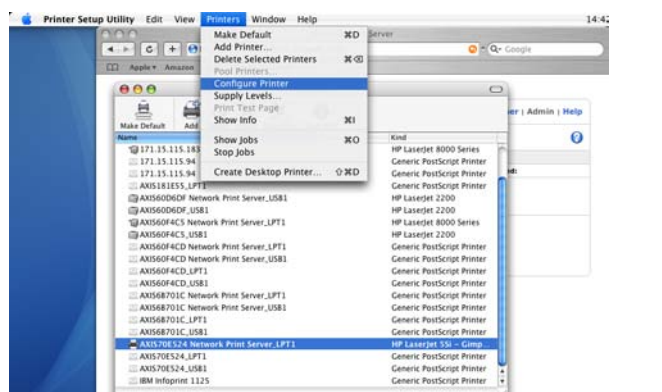 Printer Setup Utility Edit View Printers Window Help 14:42
Make Default ⌘D
Add Printer...
Delete Selected Printers ⌘⌫
Pool Printers...
Configure Printer
Supply Levels...
Print Test Page
Show Info ⌘I
Show Jobs ⌘O
Stop Jobs
Create Desktop Printer... ⇧⌘D
Server
Google
Apple Amazon
Admin | Help
Make Default Add
Name Kind
171.15.115.183 HP LaserJet 8000 Series
171.15.115.94 Generic PostScript Printer
171.15.115.94 Generic PostScript Printer
AXIS181E55_LPT1 Generic PostScript Printer
AXIS60D6DF Network Print Server_USB1 HP LaserJet 2200
AXIS60D6DF_USB1 HP LaserJet 2200
AXIS60F4C5 Network Print Server_LPT1 HP LaserJet 8000 Series
AXIS60F4C5_USB1 HP LaserJet 2200
AXIS60F4CD Network Print Server_LPT1 Generic PostScript Printer
AXIS60F4CD Network Print Server_USB1 Generic PostScript Printer
AXIS60F4CD_LPT1 Generic PostScript Printer
AXIS60F4CD_USB1 Generic PostScript Printer
AXIS6B701C Network Print Server_LPT1 Generic PostScript Printer
AXIS6B701C Network Print Server_USB1 Generic PostScript Printer
AXIS6B701C_LPT1 Generic PostScript Printer
AXIS6B701C_USB1 Generic PostScript Printer
AXIS70E524 Network Print Server_LPT1 HP LaserJet 5Si - Gimp...
AXIS70E524_LPT1 Generic PostScript Printer
AXIS70E524_USB1 Generic PostScript Printer
IBM Infoprint 1125 Generic PostScript Printer